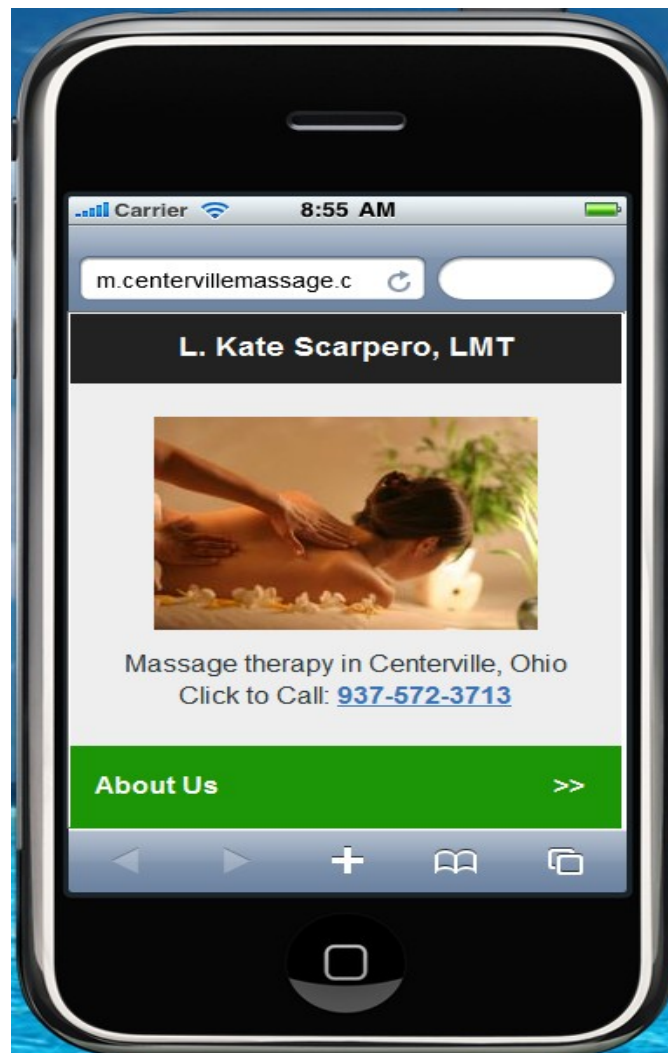 Carrier 8:55 AM
m.centervillemassage.c
L. Kate Scarpero, LMT
Massage therapy in Centerville, Ohio
Click to Call: 937-572-3713
About Us >>